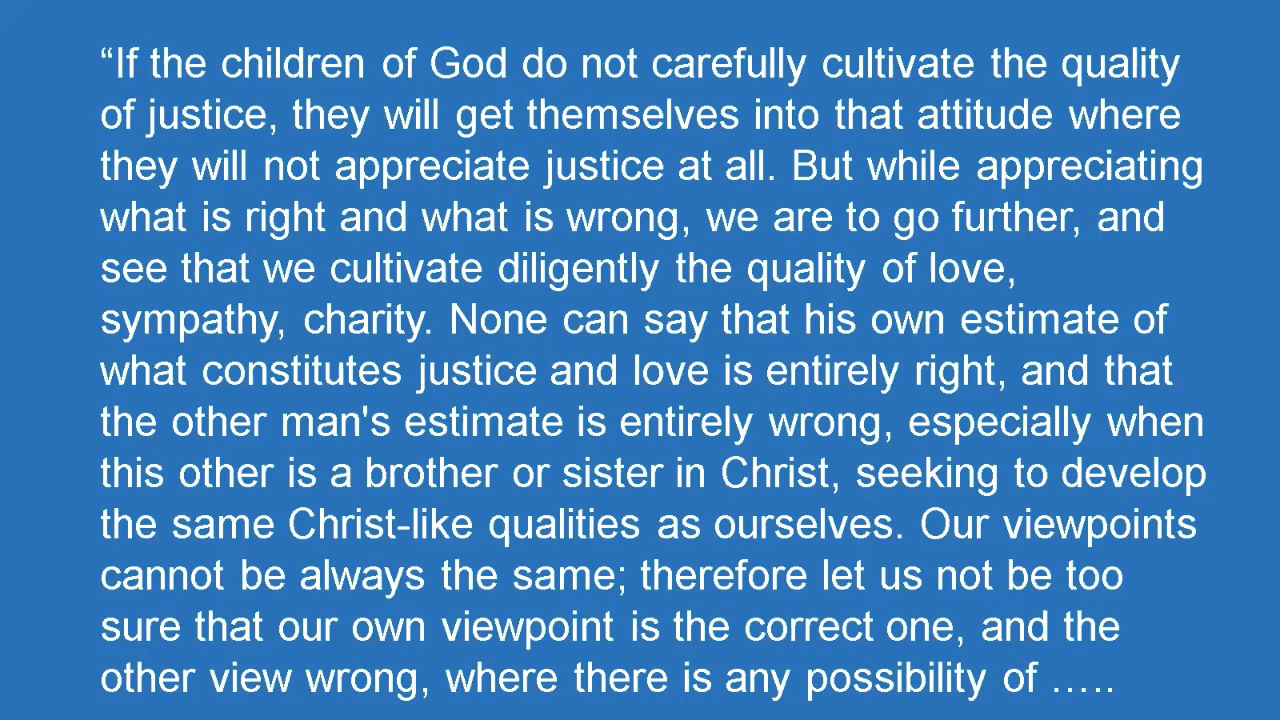 “If the children of God do not carefully cultivate the quality
of justice, they will get themselves into that attitude where
they will not appreciate justice at all. But while appreciating
what is right and what is wrong, we are to go further, and
see that we cultivate diligently the quality of love,
sympathy, charity. None can say that his own estimate of
what constitutes justice and love is entirely right, and that
the other man's estimate is entirely wrong, especially when
this other is a brother or sister in Christ, seeking to develop
the same Christ-like qualities as ourselves. Our viewpoints
cannot be always the same; therefore let us not be too
sure that our own viewpoint is the correct one, and the
other view wrong, where there is any possibility of …..